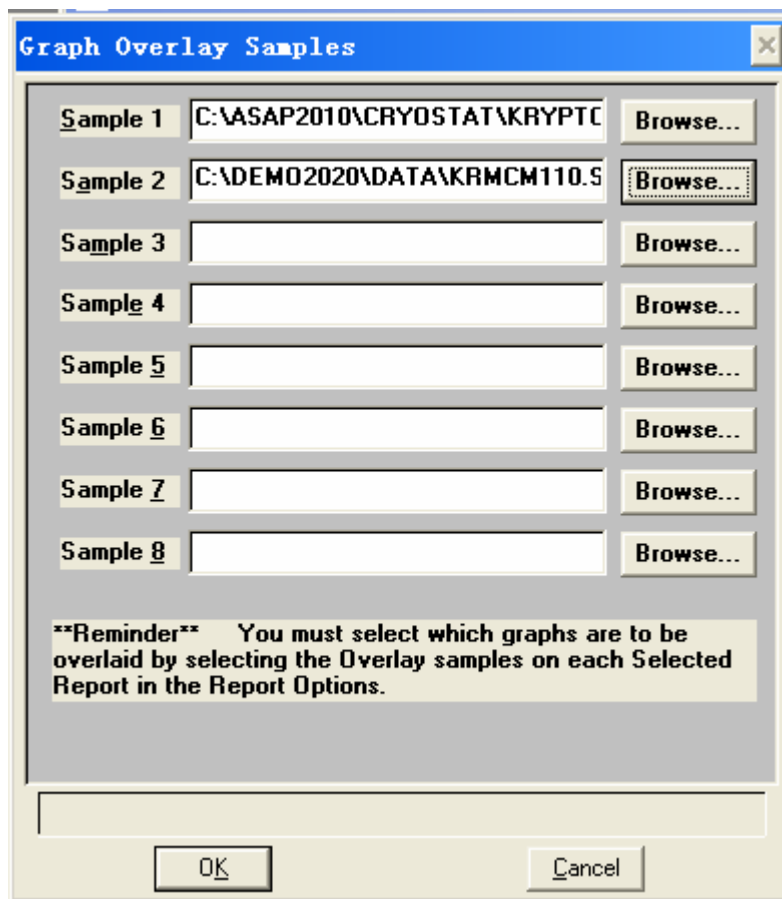 Graph Overlay Samples
Sample 1 C:\ASAP2010\CRYOSTAT\KRYPTO Browse...
Sample 2 C:\DEMO2020\DATA\KRMCM110.S Browse...
Sample 3 Browse...
Sample 4 Browse...
Sample 5 Browse...
Sample 6 Browse...
Sample 7 Browse...
Sample 8 Browse...
**Reminder** You must select which graphs are to be
overlaid by selecting the Overlay samples on each Selected
Report in the Report Options.
OK Cancel